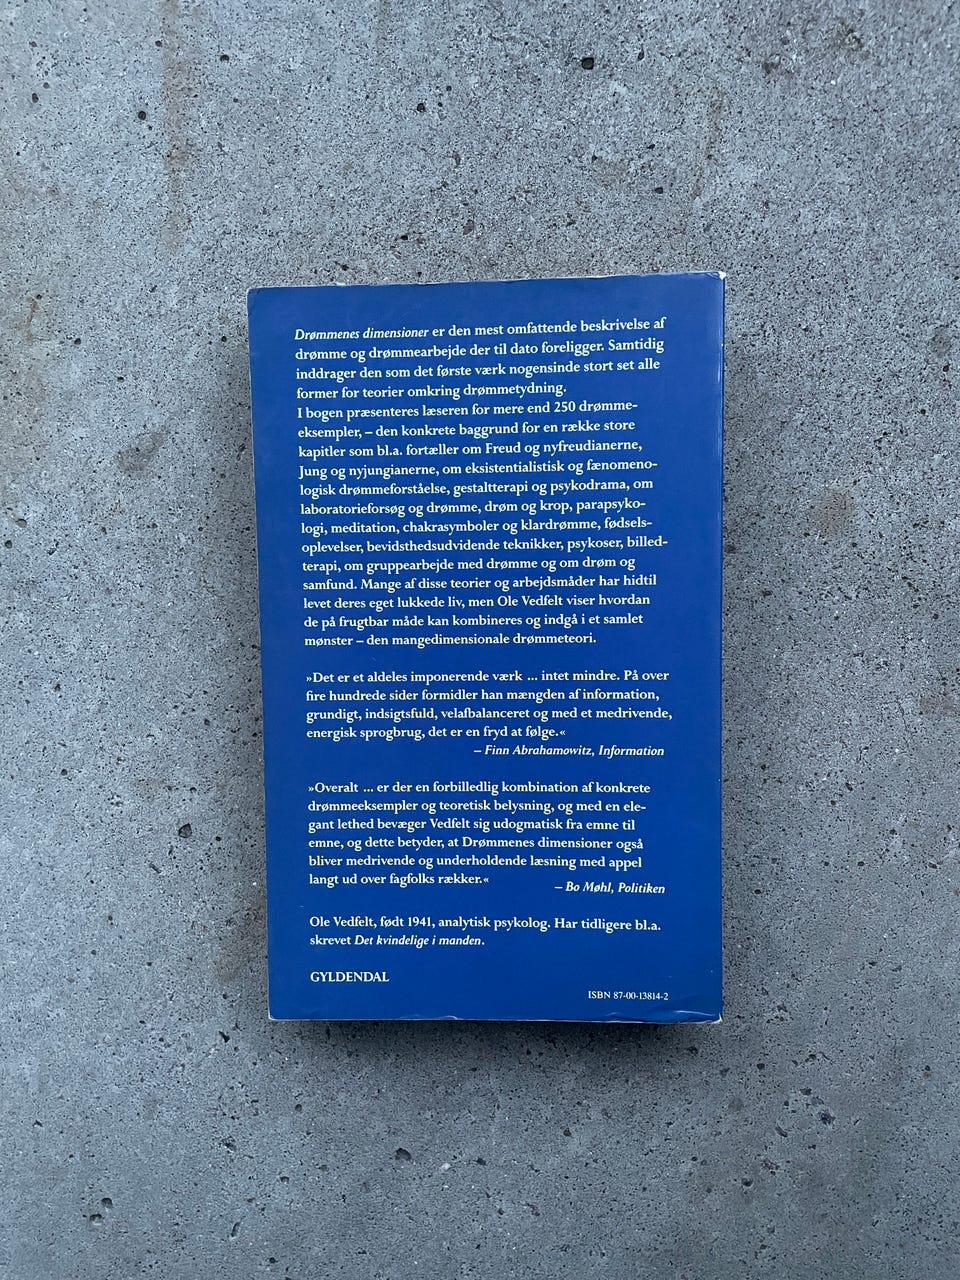 Drømmenes dimensioner er den mest omfattende beskrivelse af
drømme og drømmearbejde der til dato foreligger. Samtidig
inddrager den som det første værk nogensinde stort set alle
former for teorier omkring drømmetydning.
I bogen præsenteres læseren for mere end 250 drømme-
eksempler, – den konkrete baggrund for en række store
kapitler som bl.a. fortæller om Freud og nyfreudianerne,
Jung og nyjungianerne, om eksistentialistisk og fænomeno-
logisk drømmeforståelse, gestaltterapi og psykodrama, om
laboratorieforsøg og drømme, drøm og krop, parapsyko-
logi, meditation, chakrasymboler og klardrømme, fødsels-
oplevelser, bevidsthedsudvidende teknikker, psykoser, billed-
terapi, om gruppearbejde med drømme og om drøm og
samfund. Mange af disse teorier og arbejdsmåder har hidtil
levet deres eget lukkede liv, men Ole Vedfelt viser hvordan
de på frugtbar måde kan kombineres og indgå i et samlet
mønster – den mangedimensionale drømmeteori.
»Det er et aldeles imponerende værk ... intet mindre. På over
fire hundrede sider formidler han mængden af information,
grundigt, indsigtsfuld, velafbalanceret og med et medrivende,
energisk sprogbrug, det er en fryd at følge.«
– Finn Abrahamowitz, Information
»Overalt ... er der en forbilledlig kombination af konkrete
drømmeeksempler og teoretisk belysning, og med en ele-
gant lethed bevæger Vedfelt sig udogmatisk fra emne til
emne, og dette betyder, at Drømmenes dimensioner også
bliver medrivende og underholdende læsning med appel
langt ud over fagfolks rækker.«
– Bo Møhl, Politiken
Ole Vedfelt, født 1941, analytisk psykolog. Har tidligere bl.a.
skrevet Det kvindelige i manden.
GYLDENDAL
ISBN 87-00-13814-2